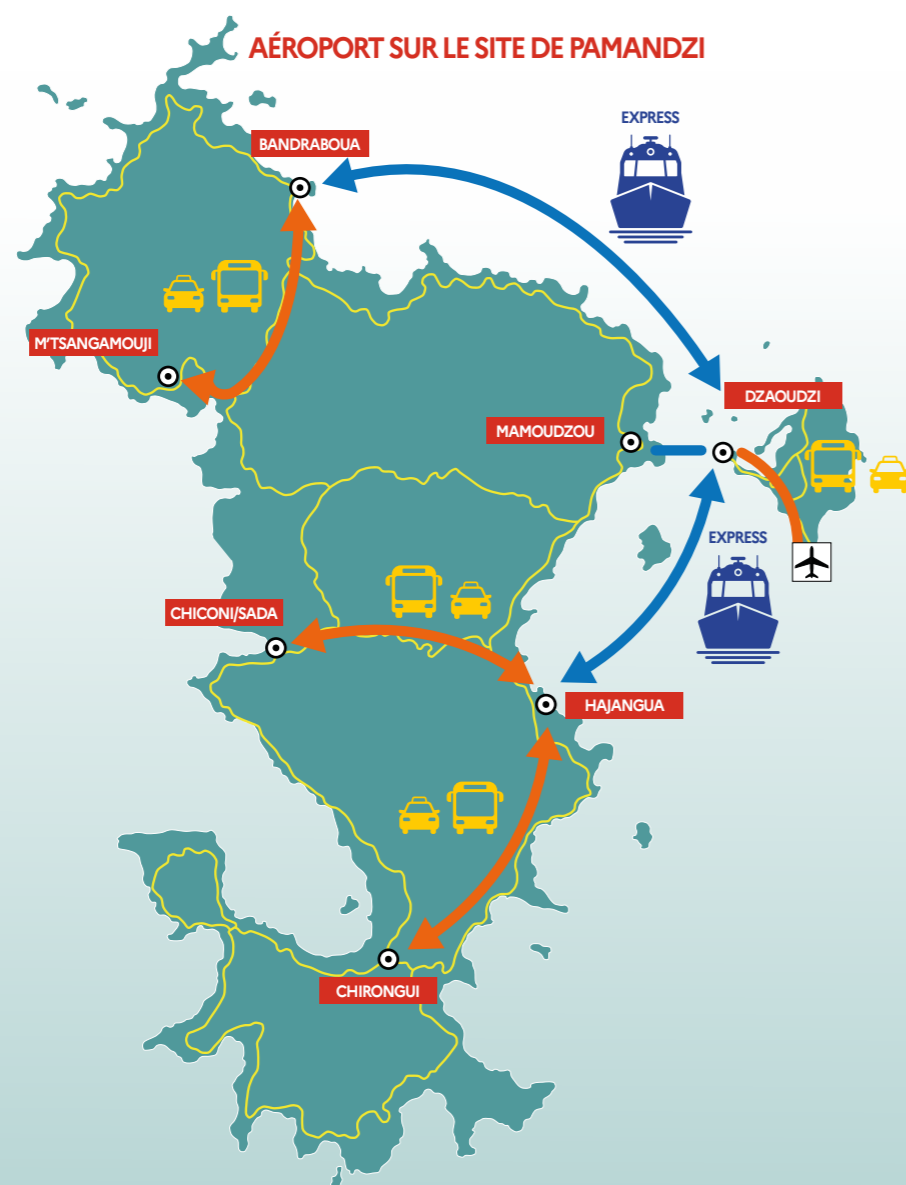 AÉROPORT SUR LE SITE DE PAMANDZI
EXPRESS
BANDRABOUA
M'TSANGAMOUJI
DZAOUDZI
MAMOUDZOU
EXPRESS
CHICONI/SADA
HAJANGUA
CHIRONGUI